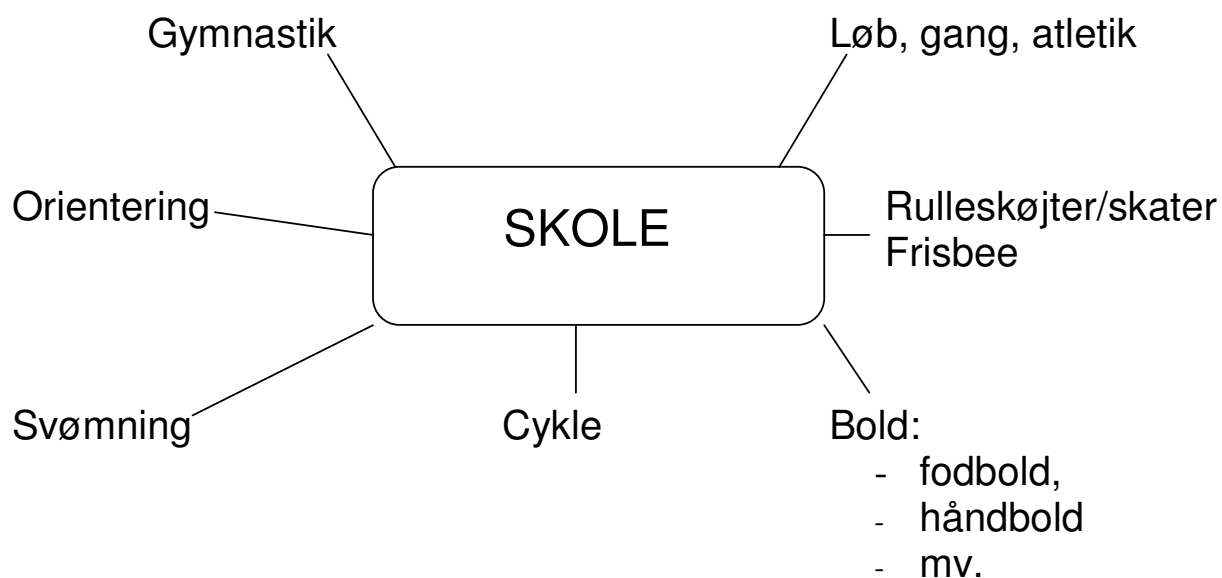 Gymnastik
Løb, gang, atletik
Orientering
SKOLE
Rulleskøjter/skater
Frisbee
Svømning
Cykle
Bold:
- fodbold,
- håndbold
- mv.